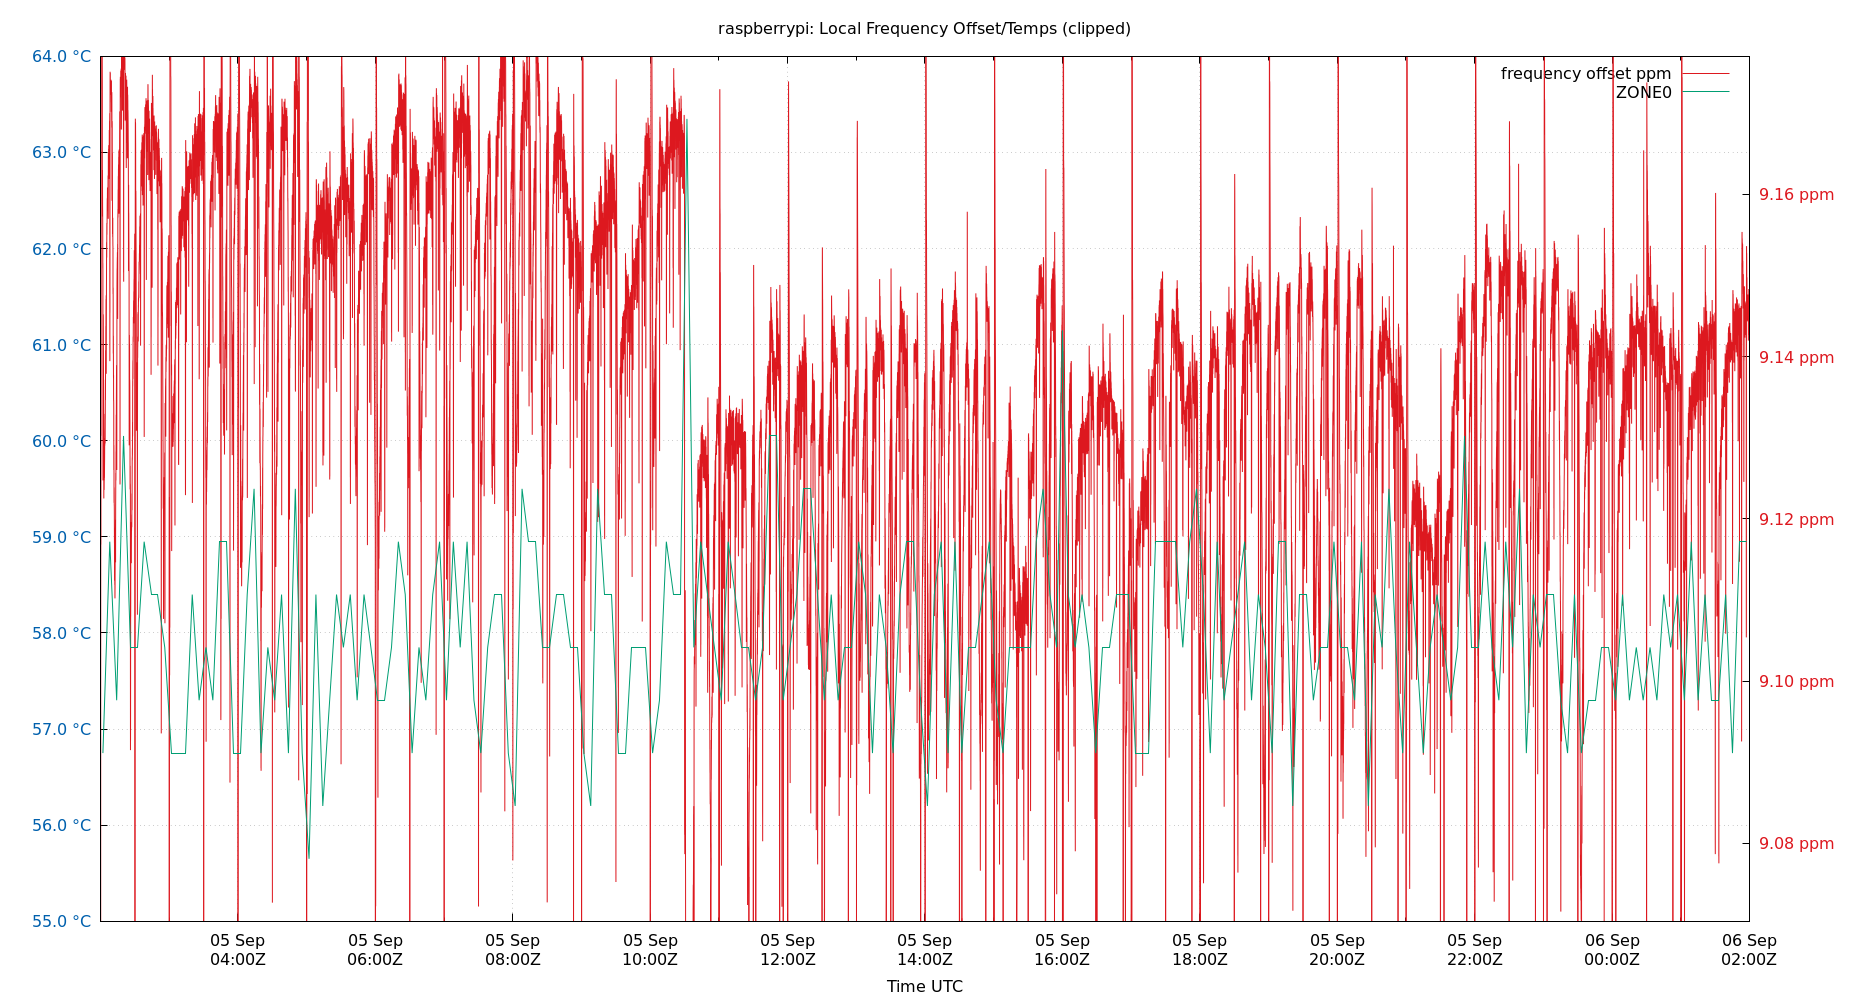 raspberrypi: Local Frequency Offset/Temps (clipped)
64.0 °C
63.0 °C
62.0 °C
61.0 °C
60.0 °C
59.0 °C
58.0 °C
57.0 °C
56.0 °C
55.0 °C
frequency offset ppm
ZONE0
9.16 ppm
9.14 ppm
9.12 ppm
9.10 ppm
9.08 ppm
05 Sep
04:00Z
05 Sep
06:00Z
05 Sep
08:00Z
05 Sep
10:00Z
05 Sep
12:00Z
05 Sep
14:00Z
05 Sep
16:00Z
05 Sep
18:00Z
05 Sep
20:00Z
05 Sep
22:00Z
06 Sep
00:00Z
06 Sep
02:00Z
Time UTC